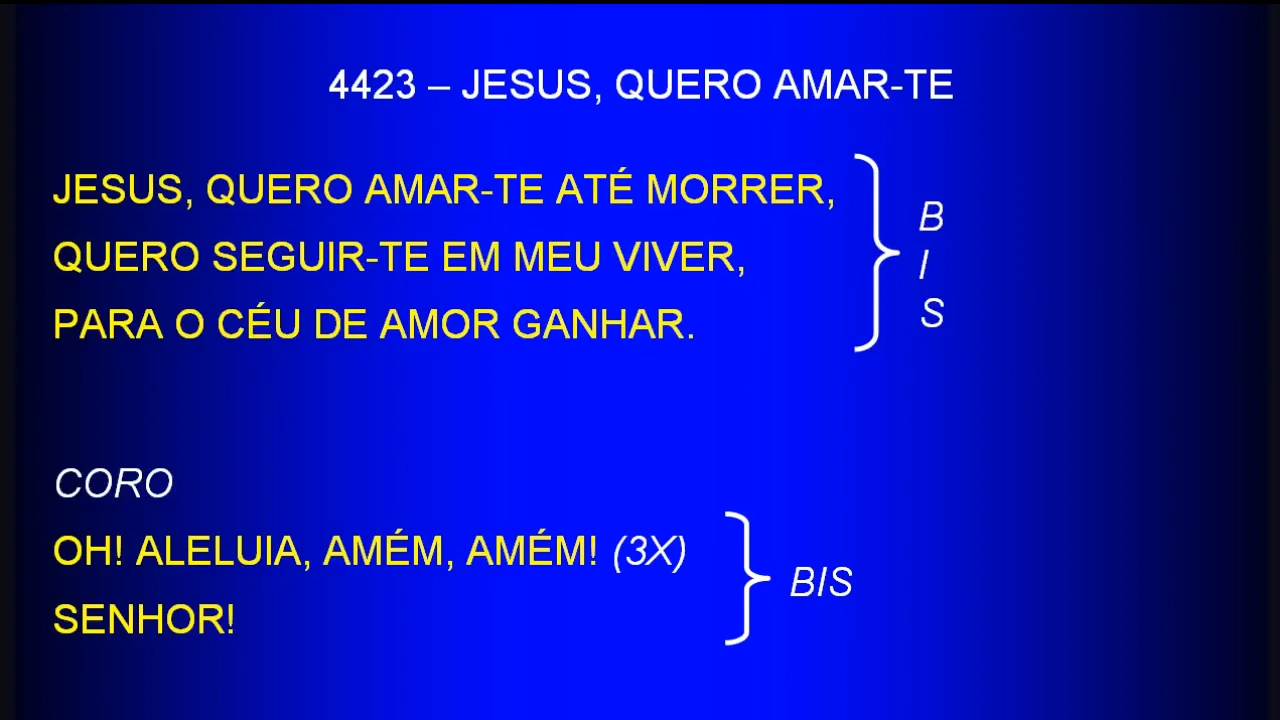 4423 – JESUS, QUERO AMAR-TE
JESUS, QUERO AMAR-TE ATÉ MORRER,
QUERO SEGUIR-TE EM MEU VIVER,
PARA O CÉU DE AMOR GANHAR.
B
I
S
CORO
OH! ALELUIA, AMÉM, AMÉM! (3X)
SENHOR!
BIS